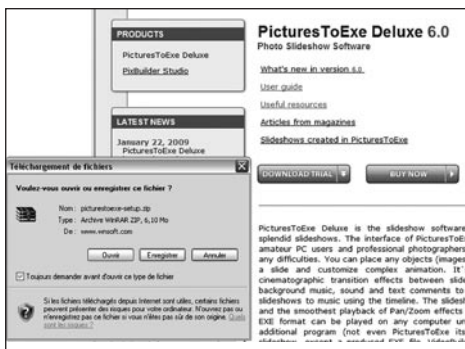 PRODUCTS
PicturesToExe Deluxe
PixBuilder Studio
LATEST NEWS
January 22, 2009
PicturesToExe Deluxe
PicturesToExe Deluxe 6.0
Photo Slideshow Software
What's new in version 6.0
User guide
Useful resources
Articles from magazines
Slideshows created in PicturesToExe
DOWNLOAD TRIAL
BUY NOW
PicturesToExe Deluxe is the slideshow software
splendid slideshows. The interface of PicturesToE
amateur PC users and professional photographers
any difficulties. You can place any objects (images
a slide and customize complex animation. It'
cinematographic transition effects between slide
background music, sound and text comments to
slideshows to music using the timeline. The slides
and the smoothest playback of Pan/Zoom effects
EXE format can be played on any computer un
additional program (not even PicturesToExe its
Téléchargement de fichiers
Voulez-vous ouvrir ou enregistrer ce fichier ?
Nom : picturestoexe-setup.zip
Type : Archive WinRAR ZIP, 6,10 Mo
De : www.wnsoft.com
Ouvrir
Enregistrer
Annuler
Toujours demander avant d'ouvrir ce type de fichier
Si les fichiers téléchargés depuis Internet sont utiles, certains fichiers
peuvent présenter des risques pour votre ordinateur. N'ouvrez pas ou
n'enregistrez pas ce fichier si vous n'êtes pas sûr de son origine. Quels
sont les risques ?